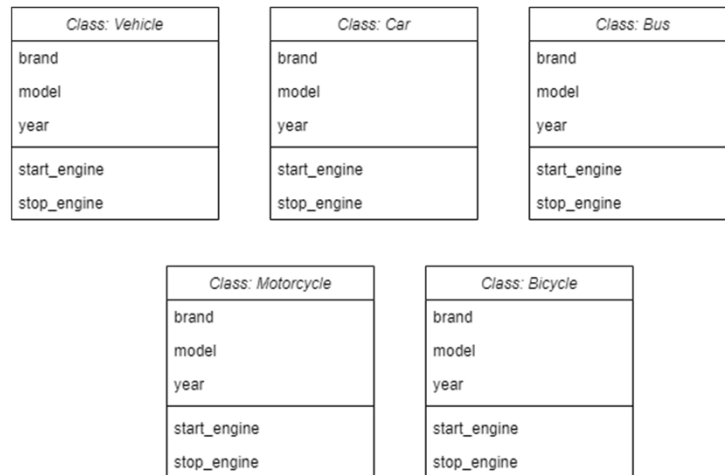 Class: Vehicle
brand
model
year
start_engine
stop_engine
Class: Car
brand
model
year
start_engine
stop_engine
Class: Bus
brand
model
year
start_engine
stop_engine
Class: Motorcycle
brand
model
year
start_engine
stop_engine
Class: Bicycle
brand
model
year
start_engine
stop_engine